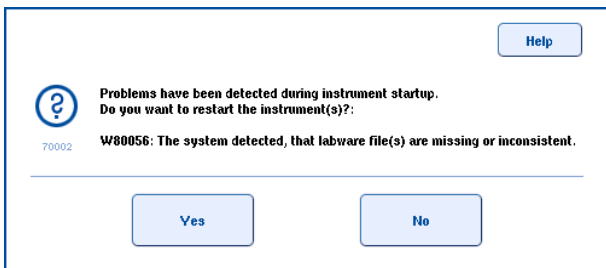 Help
Problems have been detected during instrument startup.
Do you want to restart the instrument(s)?:
70002
W80056: The system detected, that labware file(s) are missing or inconsistent.
Yes
No